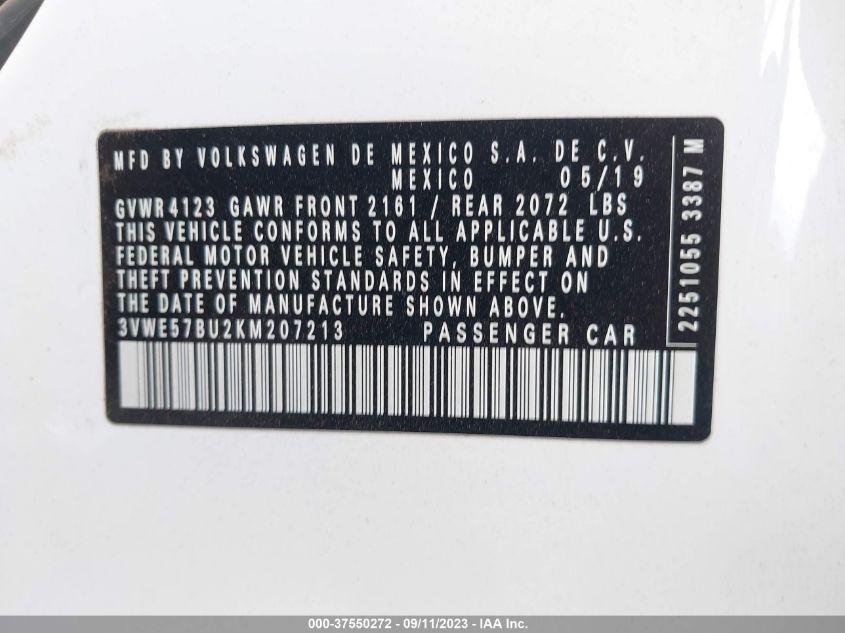 MFD BY VOLKSWAGEN DE MEXICO S.A. DE C.V.
MEXICO 05/19
GVWR 4123 GAWR FRONT 2161 / REAR 2072 LBS
THIS VEHICLE CONFORMS TO ALL APPLICABLE U.S.
FEDERAL MOTOR VEHICLE SAFETY, BUMPER AND
THEFT PREVENTION STANDARDS IN EFFECT ON
THE DATE OF MANUFACTURE SHOWN ABOVE.
3VWE57BU2KM207213 PASSENGER CAR
2251055 3387 M
000-37550272 - 09/11/2023 - IAA Inc.